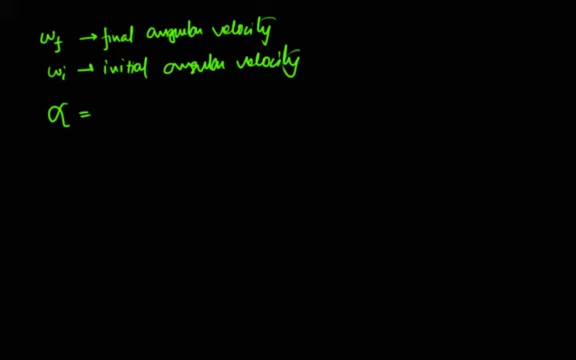 ωf → final angular velocity
ωi → initial angular velocity
α =